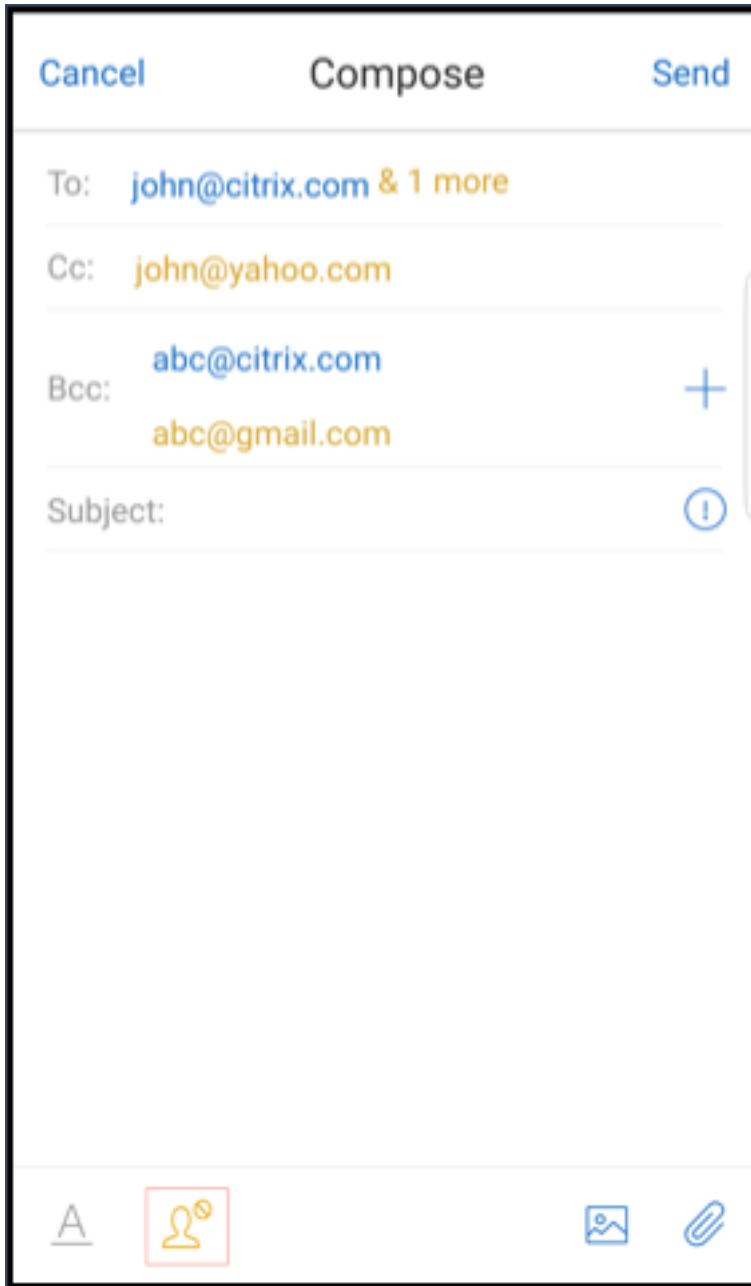 Cancel Compose Send
To: john@citrix.com & 1 more
Cc: john@yahoo.com
Bcc: abc@citrix.com
abc@gmail.com
Subject:
A